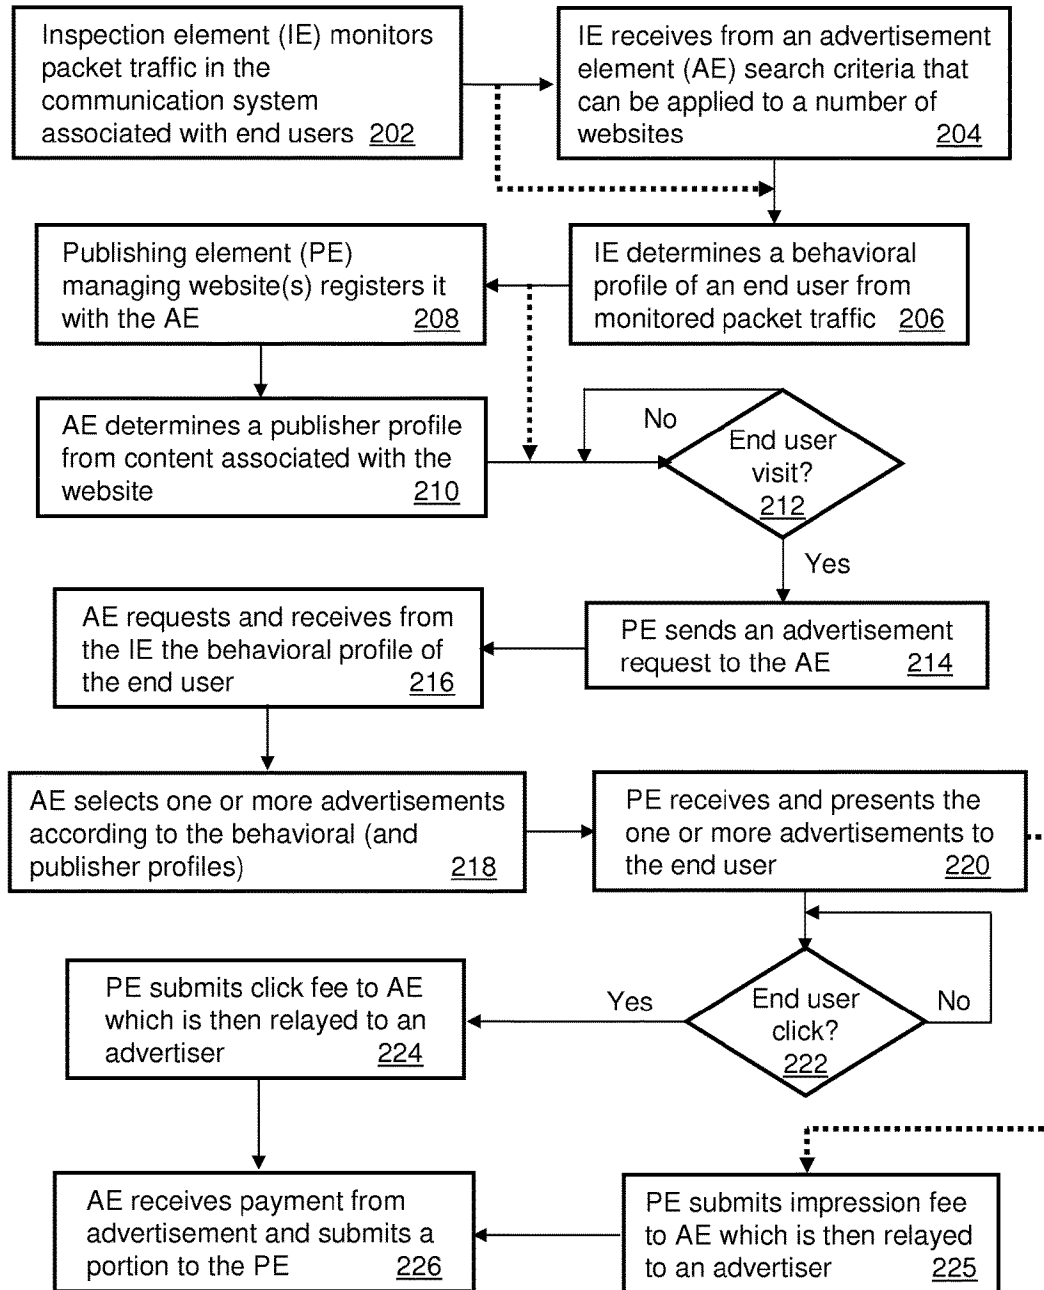 Inspection element (IE) monitors
packet traffic in the
communication system
associated with end users 202
IE receives from an advertisement
element (AE) search criteria that
can be applied to a number of
websites 204
IE determines a behavioral
profile of an end user from
monitored packet traffic 206
Publishing element (PE)
managing website(s) registers it
with the AE 208
AE determines a publisher profile
from content associated with the
website 210
No
End user
visit?
212
Yes
PE sends an advertisement
request to the AE 214
AE requests and receives from
the IE the behavioral profile of
the end user 216
AE selects one or more advertisements
according to the behavioral (and
publisher profiles) 218
PE receives and presents the
one or more advertisements to
the end user 220
End user
click?
222
No
Yes
PE submits click fee to AE
which is then relayed to an
advertiser 224
PE submits impression fee
to AE which is then relayed
to an advertiser 225
AE receives payment from
advertisement and submits a
portion to the PE 226